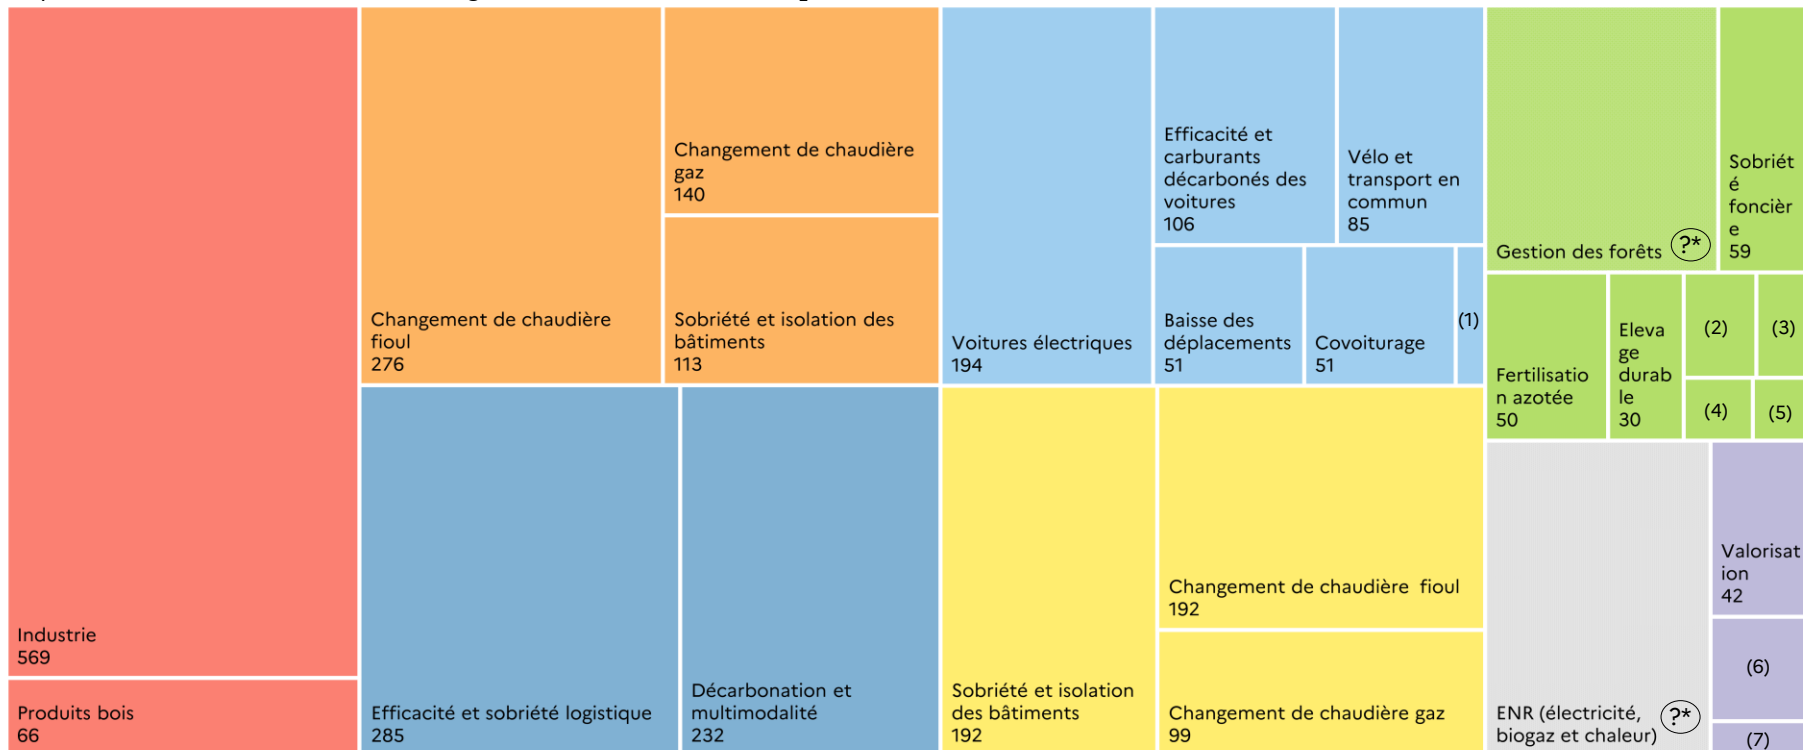 Industrie
569
Produits bois
66
Changement de chaudière
fioul
276
Changement de chaudière
gaz
140
Sobriété et isolation des
bâtiments
113
Efficacité et sobriété logistique
285
Décarbonation et
multimodalité
232
Voitures électriques
194
Efficacité et
carburants
décarbonés des
voitures
106
Vélo et
transport en
commun
85
Baisse des
déplacements
51
Covoiturage
51
(1)
Sobriété et isolation
des bâtiments
192
Changement de chaudière fioul
192
Changement de chaudière gaz
99
Gestion des forêts ?*
Sobriét
é
foncièr
e
59
Fertilisatio
n azotée
50
Eleva
ge
durab
le
30
(2)
(3)
(4)
(5)
ENR (électricité,
biogaz et chaleur) ?*
Valorisat
ion
42
(6)
(7)